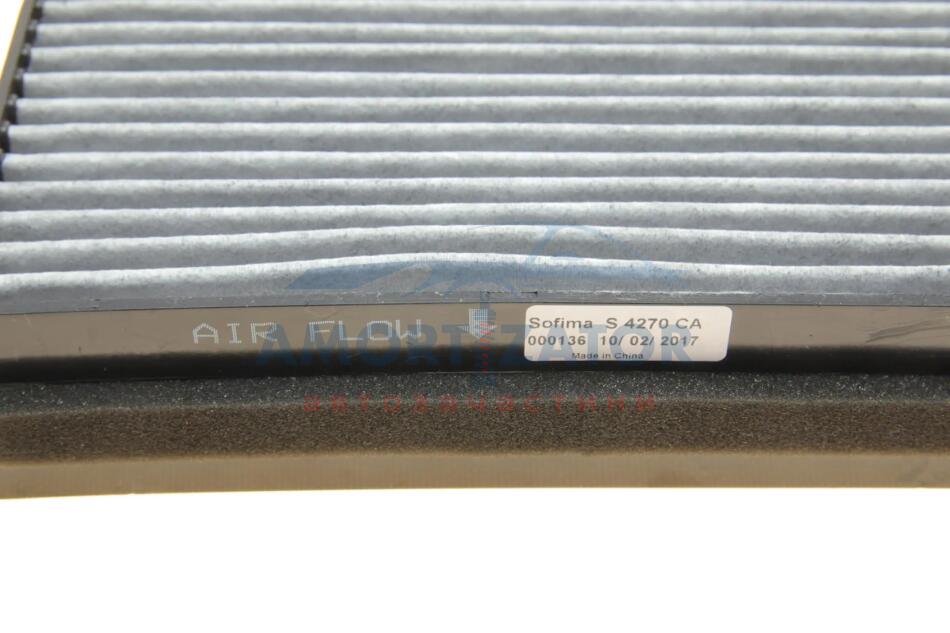 AIR FLOW
Sofima S 4270 CA
000136 10/ 02/ 2017
Made in China
AMORTIZATOR
автозапчастини